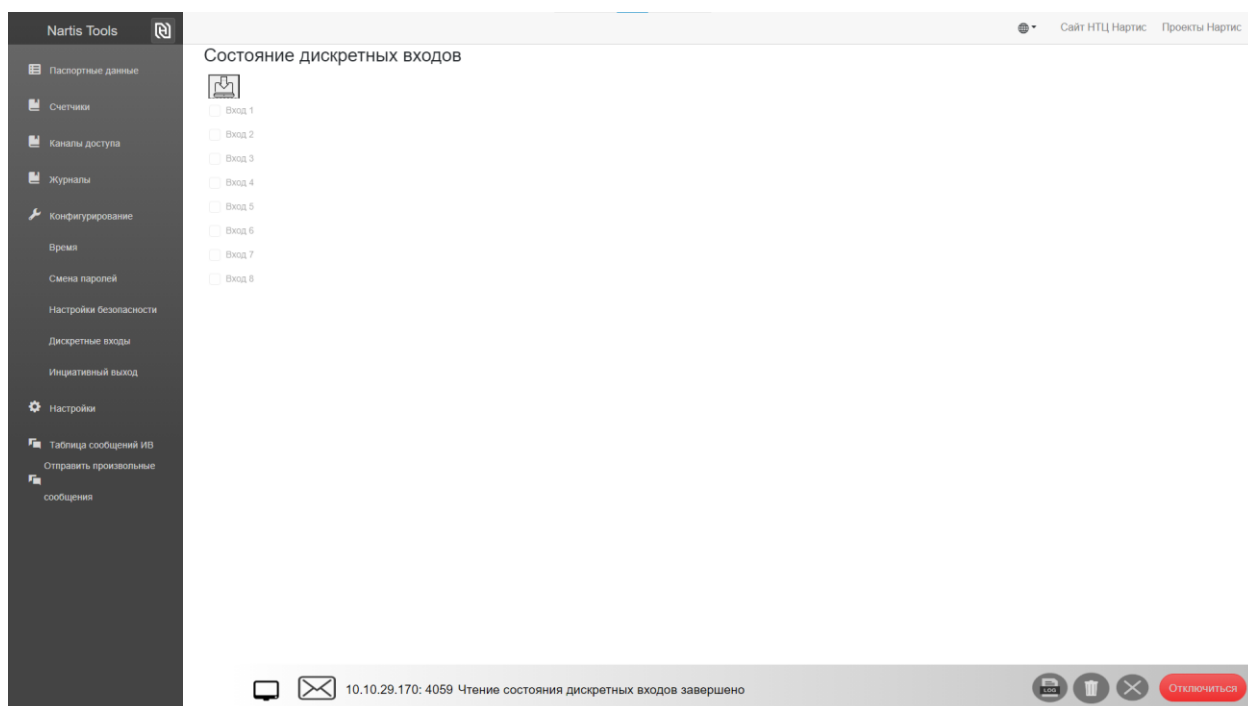 Nartis Tools
Сайт НТЦ Нартис
Проекты Нартис
Паспортные данные
Счетчики
Каналы доступа
Журналы
Конфигурирование
Время
Смена паролей
Настройки безопасности
Дискретные входы
Инциативный выход
Настройки
Таблица сообщений ИВ
Отправить произвольные
сообщения
Состояние дискретных входов
Вход 1
Вход 2
Вход 3
Вход 4
Вход 5
Вход 6
Вход 7
Вход 8
10.10.29.170: 4059 Чтение состояния дискретных входов завершено
LOG
Отключиться